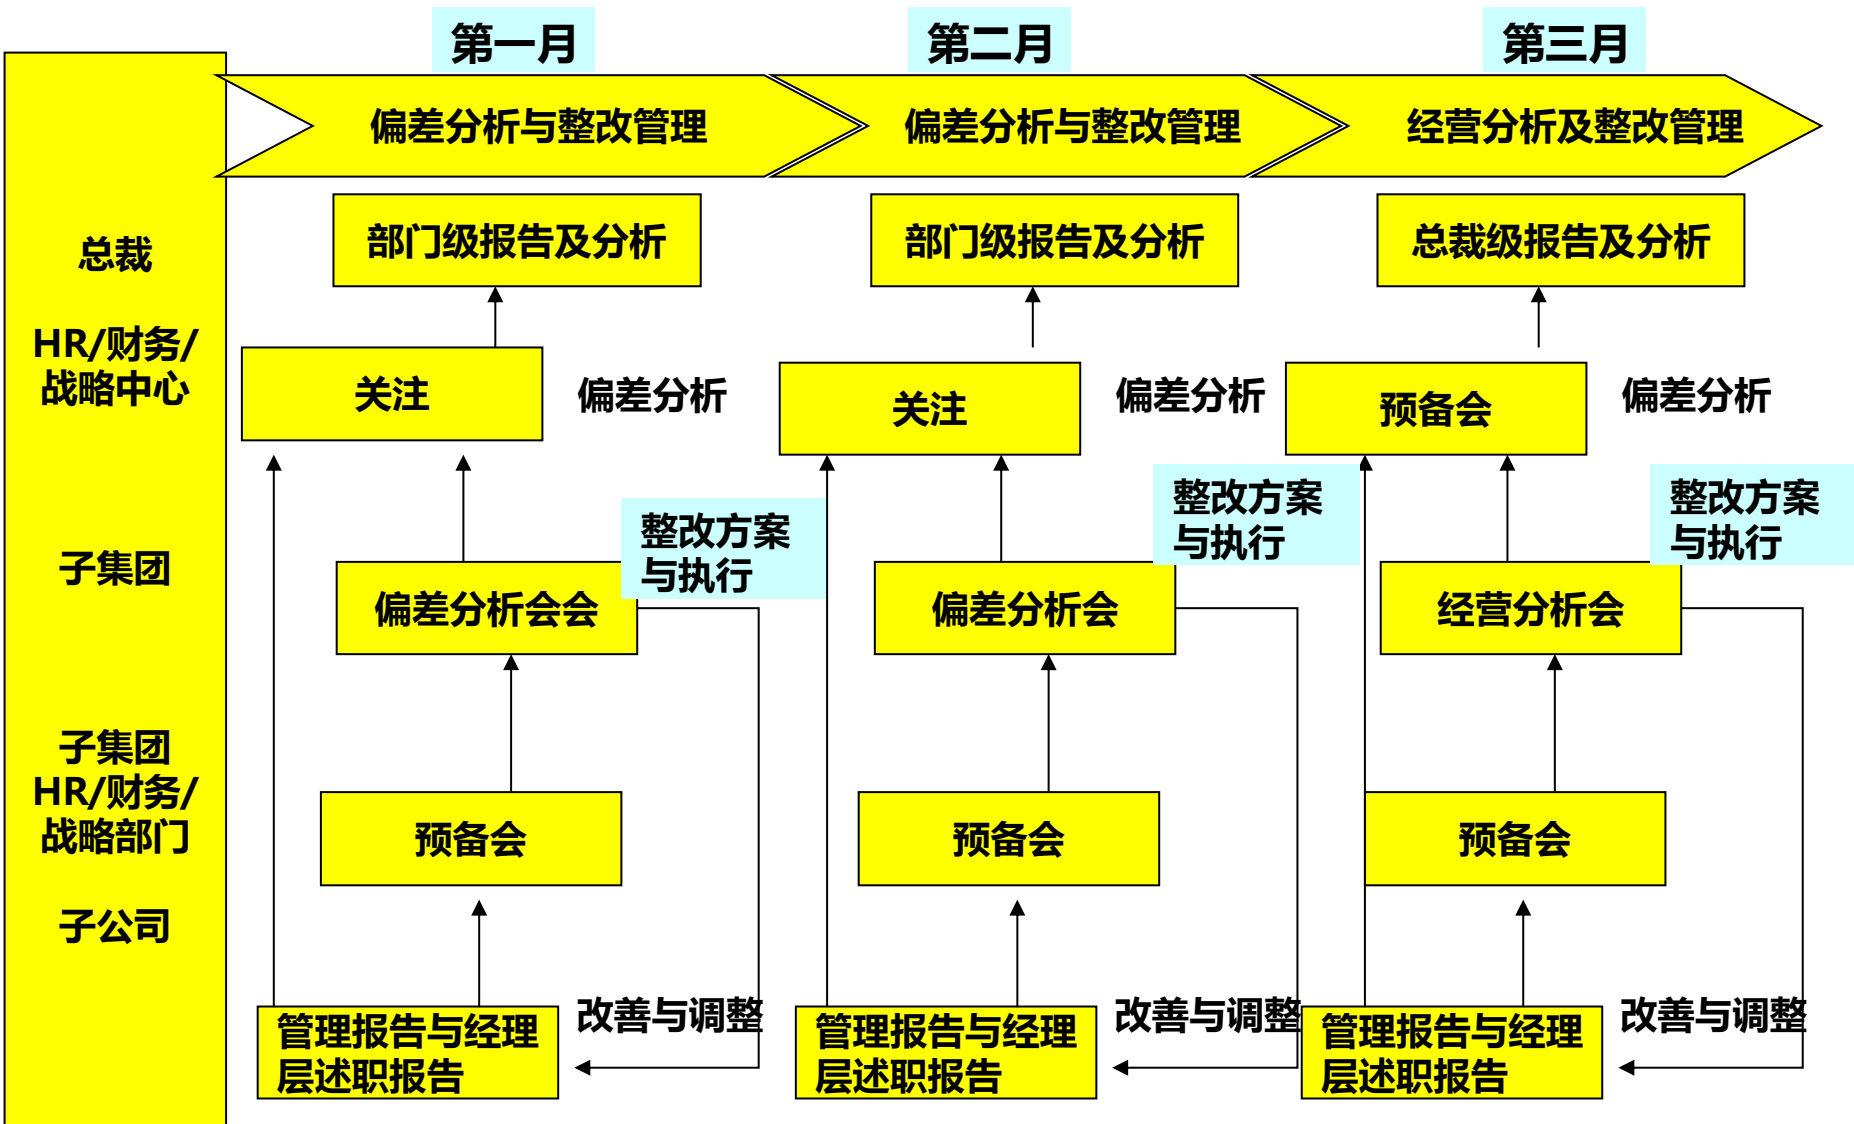 第一月
第二月
第三月
偏差分析与整改管理
偏差分析与整改管理
经营分析及整改管理
总裁
HR/财务/
战略中心
子集团
子集团
HR/财务/
战略部门
子公司
部门级报告及分析
部门级报告及分析
总裁级报告及分析
关注
偏差分析
关注
偏差分析
预备会
偏差分析
整改方案
与执行
整改方案
与执行
整改方案
与执行
偏差分析会会
偏差分析会
经营分析会
预备会
预备会
预备会
改善与调整
改善与调整
改善与调整
管理报告与经理
层述职报告
管理报告与经理
层述职报告
管理报告与经理
层述职报告